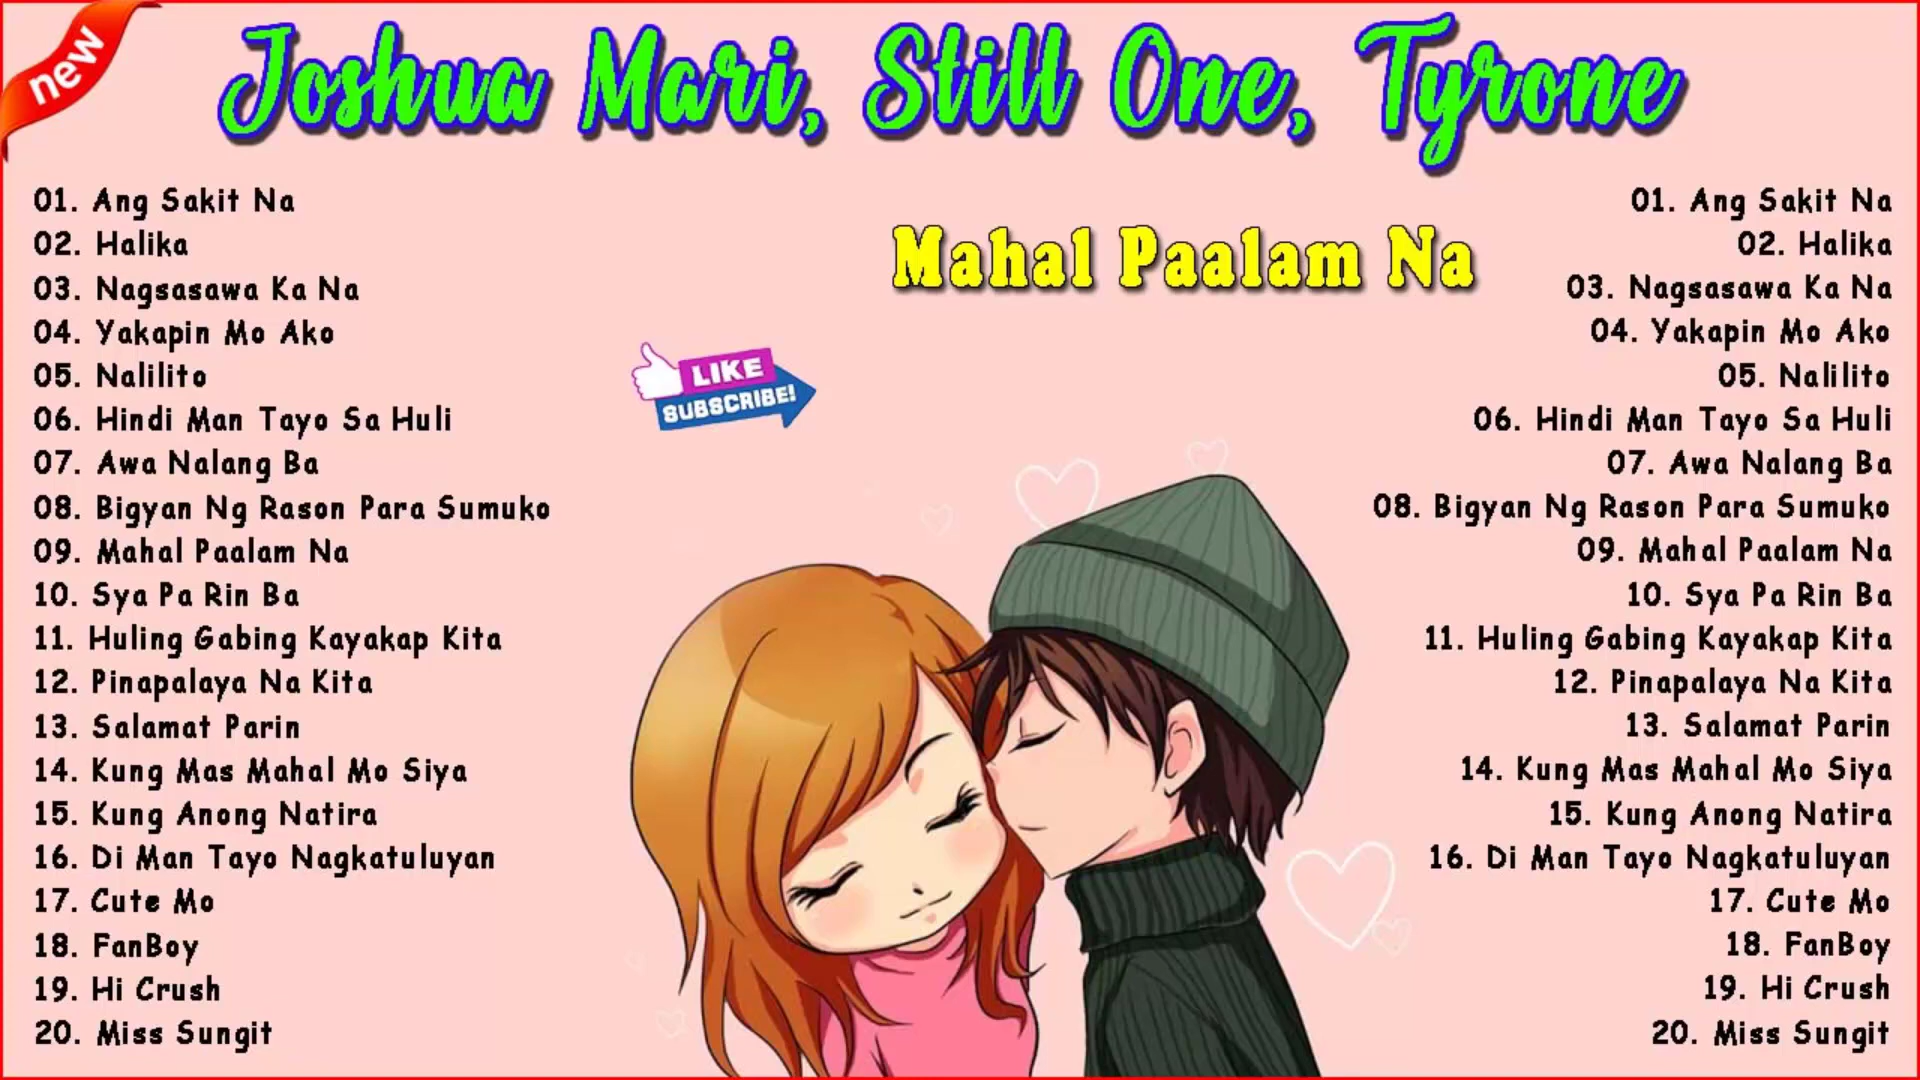 new
Joshua Mari, Still One, Tyrone
01. Ang Sakit Na
02. Halika
03. Nagsasawa Ka Na
04. Yakapin Mo Ako
05. Nalilito
06. Hindi Man Tayo Sa Huli
07. Awa Nalang Ba
08. Bigyan Ng Rason Para Sumuko
09. Mahal Paalam Na
10. Sya Pa Rin Ba
11. Huling Gabing Kayakap Kita
12. Pinapalaya Na Kita
13. Salamat Parin
14. Kung Mas Mahal Mo Siya
15. Kung Anong Natira
16. Di Man Tayo Nagkatuluyan
17. Cute Mo
18. FanBoy
19. Hi Crush
20. Miss Sungit
Mahal Paalam Na
LIKE
SUBSCRIBE!
01. Ang Sakit Na
02. Halika
03. Nagsasawa Ka Na
04. Yakapin Mo Ako
05. Nalilito
06. Hindi Man Tayo Sa Huli
07. Awa Nalang Ba
08. Bigyan Ng Rason Para Sumuko
09. Mahal Paalam Na
10. Sya Pa Rin Ba
11. Huling Gabing Kayakap Kita
12. Pinapalaya Na Kita
13. Salamat Parin
14. Kung Mas Mahal Mo Siya
15. Kung Anong Natira
16. Di Man Tayo Nagkatuluyan
17. Cute Mo
18. FanBoy
19. Hi Crush
20. Miss Sungit